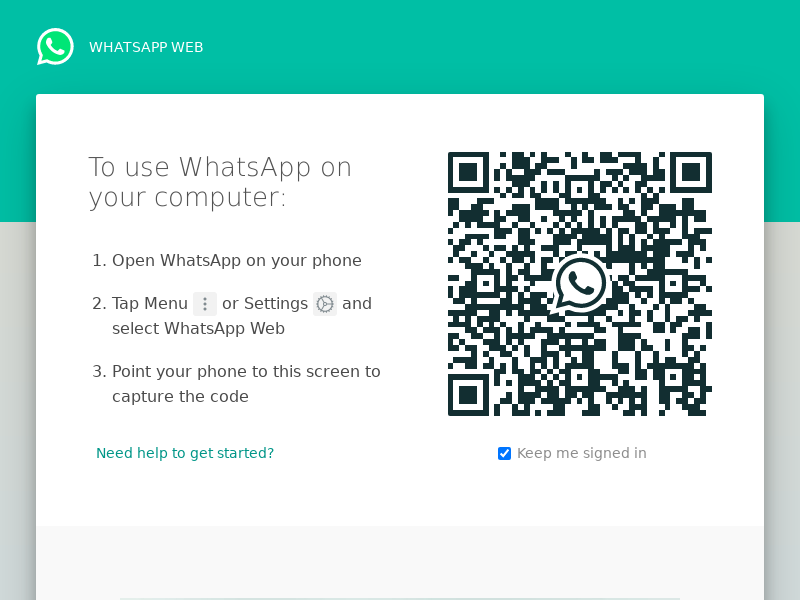 WHATSAPP WEB
To use WhatsApp on
your computer:
1. Open WhatsApp on your phone
2. Tap Menu or Settings and
select WhatsApp Web
3. Point your phone to this screen to
capture the code
Need help to get started?
Keep me signed in